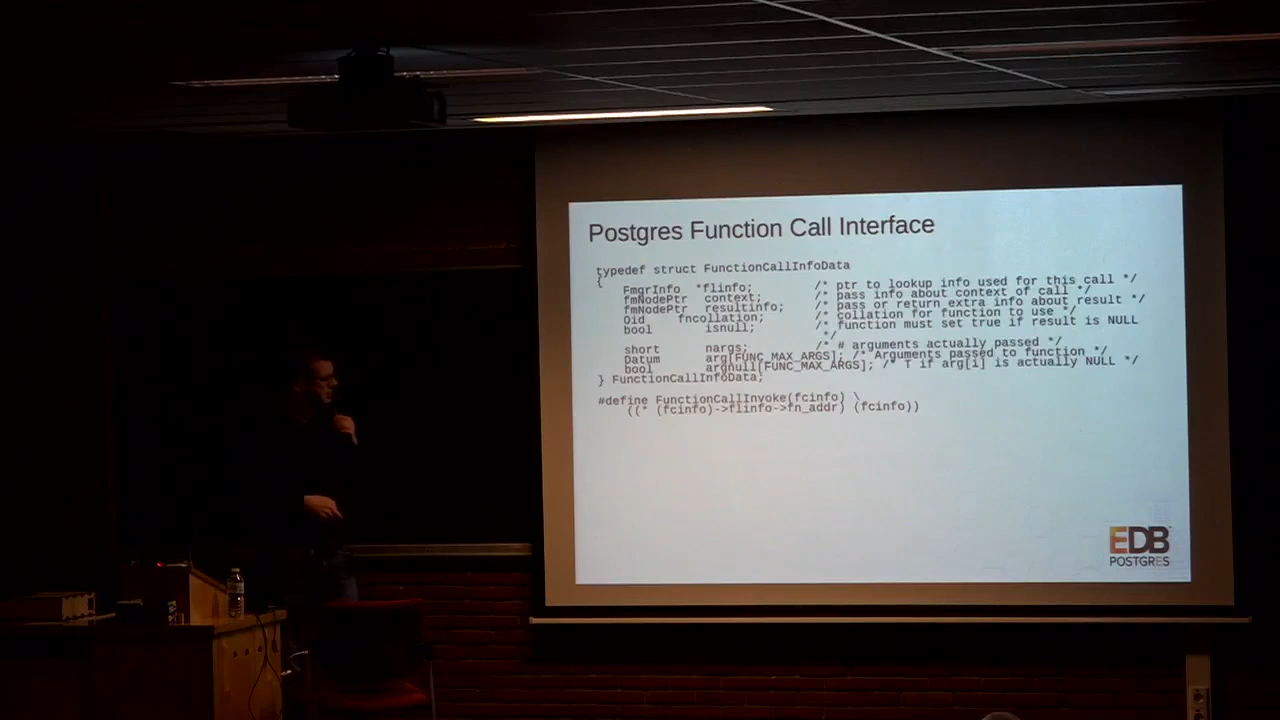 Postgres Function Call Interface
typedef struct FunctionCallInfoData
{
FmgrInfo *flinfo; /* ptr to lookup info used for this call */
fmNodePtr context; /* pass info about context of call */
fmNodePtr resultinfo; /* pass or return extra info about result */
Oid fncollation; /* collation for function to use */
bool isnull; /* function must set true if result is NULL
*/
short nargs; /* # arguments actually passed */
Datum arg[FUNC_MAX_ARGS]; /* Arguments passed to function */
bool argnull[FUNC_MAX_ARGS]; /* T if arg[i] is actually NULL */
} FunctionCallInfoData;
#define FunctionCallInvoke(fcinfo) \
((* (fcinfo)->flinfo->fn_addr) (fcinfo))
EDB
POSTGRES